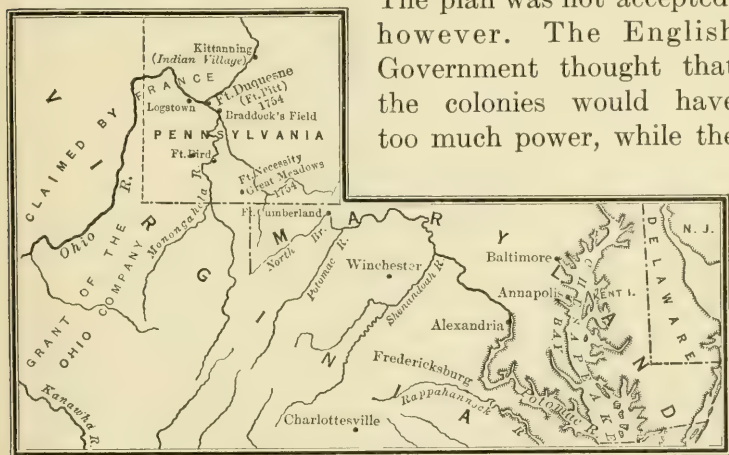 The plan was not accepted,
however. The English
Government thought that
the colonies would have
too much power, while the
Kittanning
(Indian Village)
CLAIMED BY FRANCE
Ft. Duquesne
(Ft. Pitt)
1754
Logstown
Braddock's Field
PENNSYLVANIA
Ft. Bird
Ft. Necessity
Great Meadows
1754
Ohio R.
Monongahela R.
GRANT OF THE
OHIO COMPANY
Kanawha R.
VIRGINIA
Ft. Cumberland
MARYLAND
North Br.
Potomac R.
Winchester
Shenandoah R.
Baltimore
Annapolis
KENT I.
CHESAPEAKE
BAY
DELAWARE
N. J.
Alexandria
Fredericksburg
Rappahannock R.
Potomac R.
Charlottesville